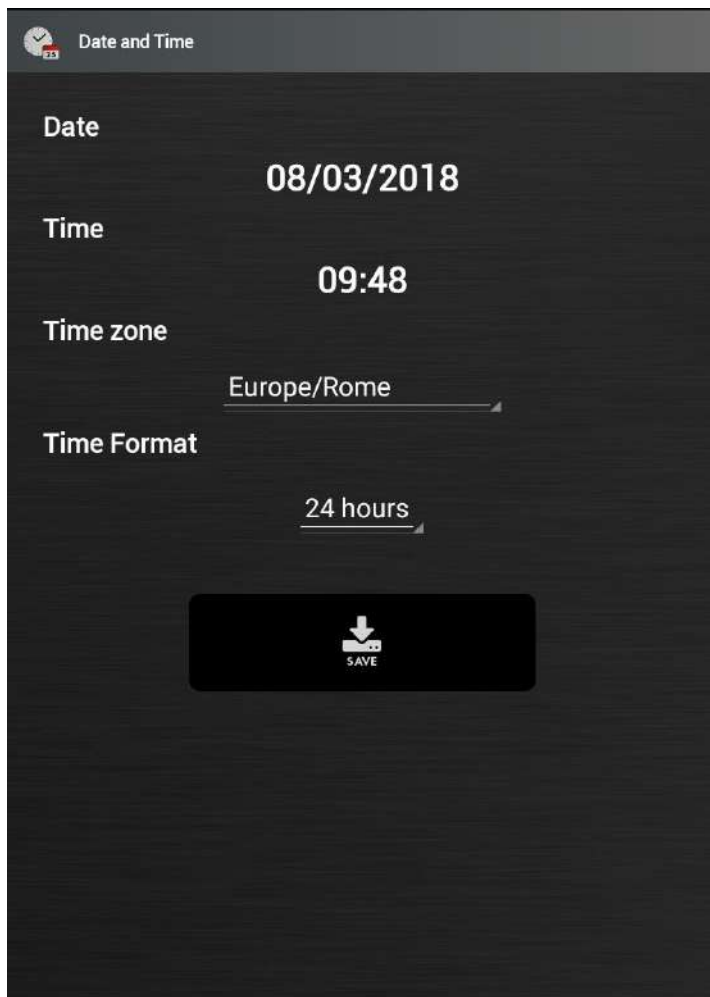 25
Date and Time
Date
08/03/2018
Time
09:48
Time zone
Europe/Rome
Time Format
24 hours
SAVE